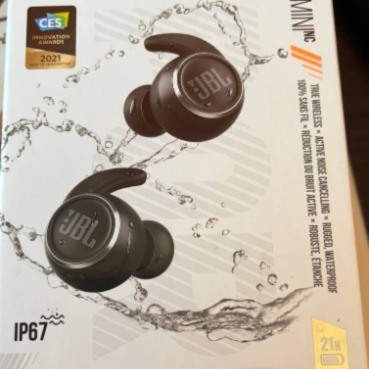 CES
INNOVATION
AWARDS
2021
MINI NC
TRUE WIRELESS × ACTIVE NOISE CANCELLING × RUGGED, WATERPROOF
100% SANS FIL × RÉDUCTION DU BRUIT ACTIVE × ROBUSTE, ÉTANCHE
JBL
JBL
IP67
21H